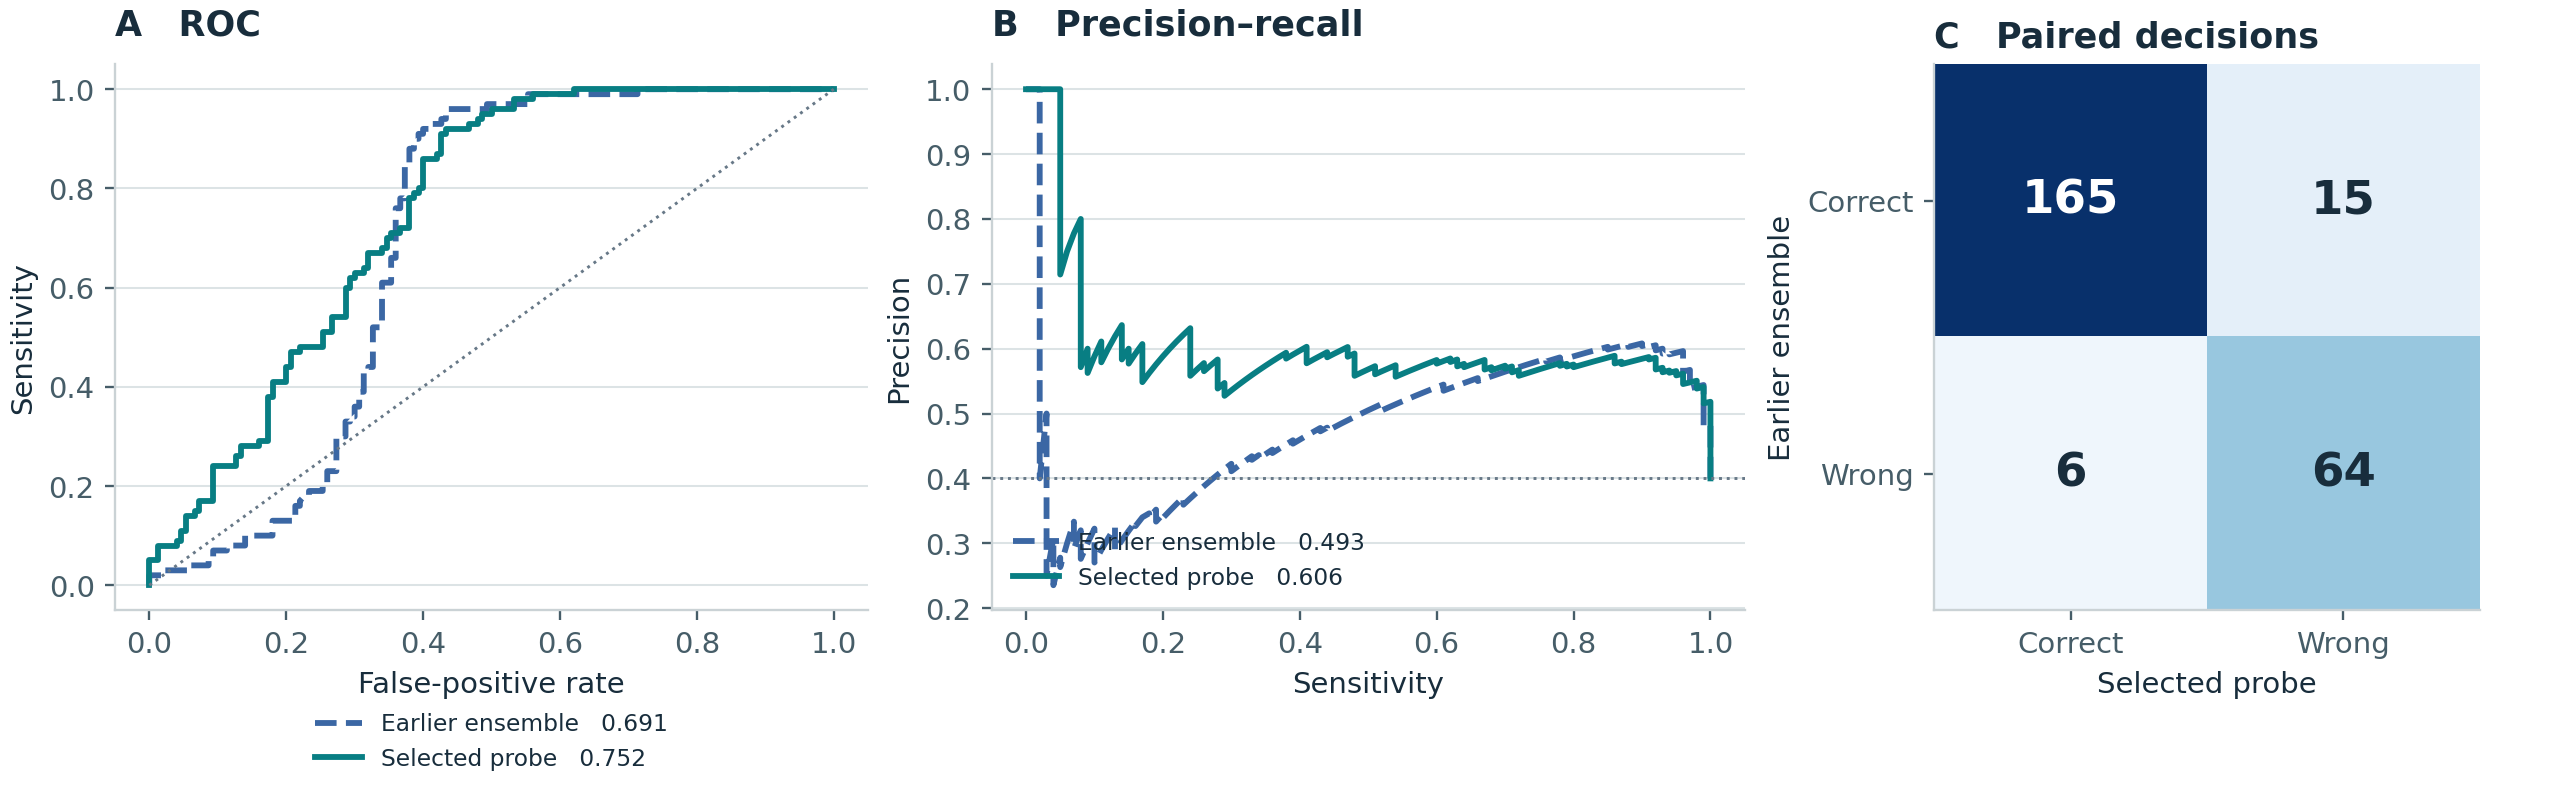 A ROC
1.0
0.8
0.6
0.4
0.2
0.0
Sensitivity
0.0 0.2 0.4 0.6 0.8 1.0
False-positive rate
Earlier ensemble 0.691
Selected probe 0.752
B Precision–recall
1.0
0.9
0.8
0.7
0.6
0.5
0.4
0.3
0.2
Precision
Earlier ensemble 0.493
Selected probe 0.606
0.0 0.2 0.4 0.6 0.8 1.0
Sensitivity
C Paired decisions
Earlier ensemble
Correct 165 15
Wrong 6 64
Correct Wrong
Selected probe